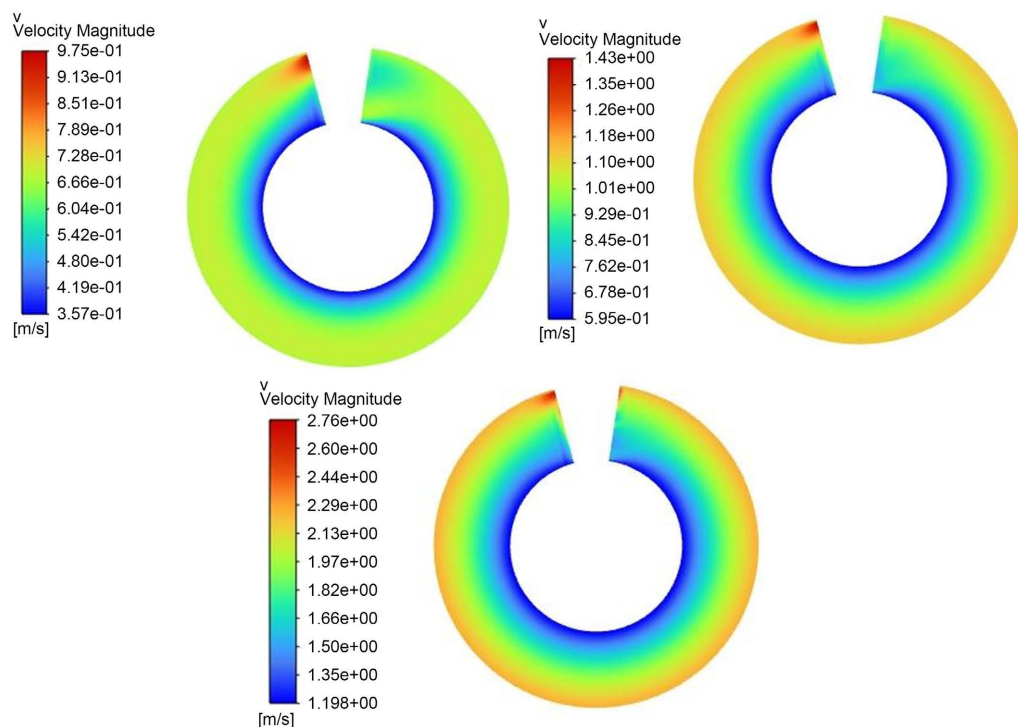 v
Velocity Magnitude
9.75e-01
9.13e-01
8.51e-01
7.89e-01
7.28e-01
6.66e-01
6.04e-01
5.42e-01
4.80e-01
4.19e-01
3.57e-01
[m/s]
v
Velocity Magnitude
1.43e+00
1.35e+00
1.18e+00
1.10e+00
1.01e+00
9.29e-01
8.45e-01
7.62e-01
6.78e-01
5.95e-01
[m/s]
v
Velocity Magnitude
2.76e+00
2.60e+00
2.44e+00
2.29e+00
2.13e+00
1.97e+00
1.82e+00
1.66e+00
1.50e+00
1.35e+00
1.198+00
[m/s]